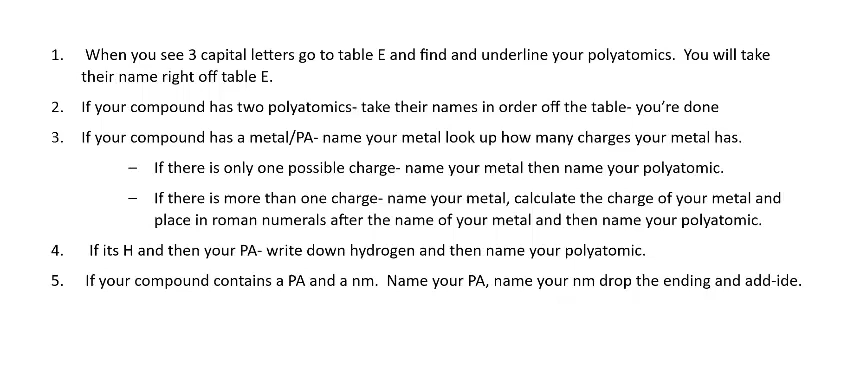 1. When you see 3 capital letters go to table E and find and underline your polyatomics. You will take
their name right off table E.
2. If your compound has two polyatomics- take their names in order off the table- you're done
3. If your compound has a metal/PA- name your metal look up how many charges your metal has.
– If there is only one possible charge- name your metal then name your polyatomic.
– If there is more than one charge- name your metal, calculate the charge of your metal and
place in roman numerals after the name of your metal and then name your polyatomic.
4. If its H and then your PA- write down hydrogen and then name your polyatomic.
5. If your compound contains a PA and a nm. Name your PA, name your nm drop the ending and add-ide.